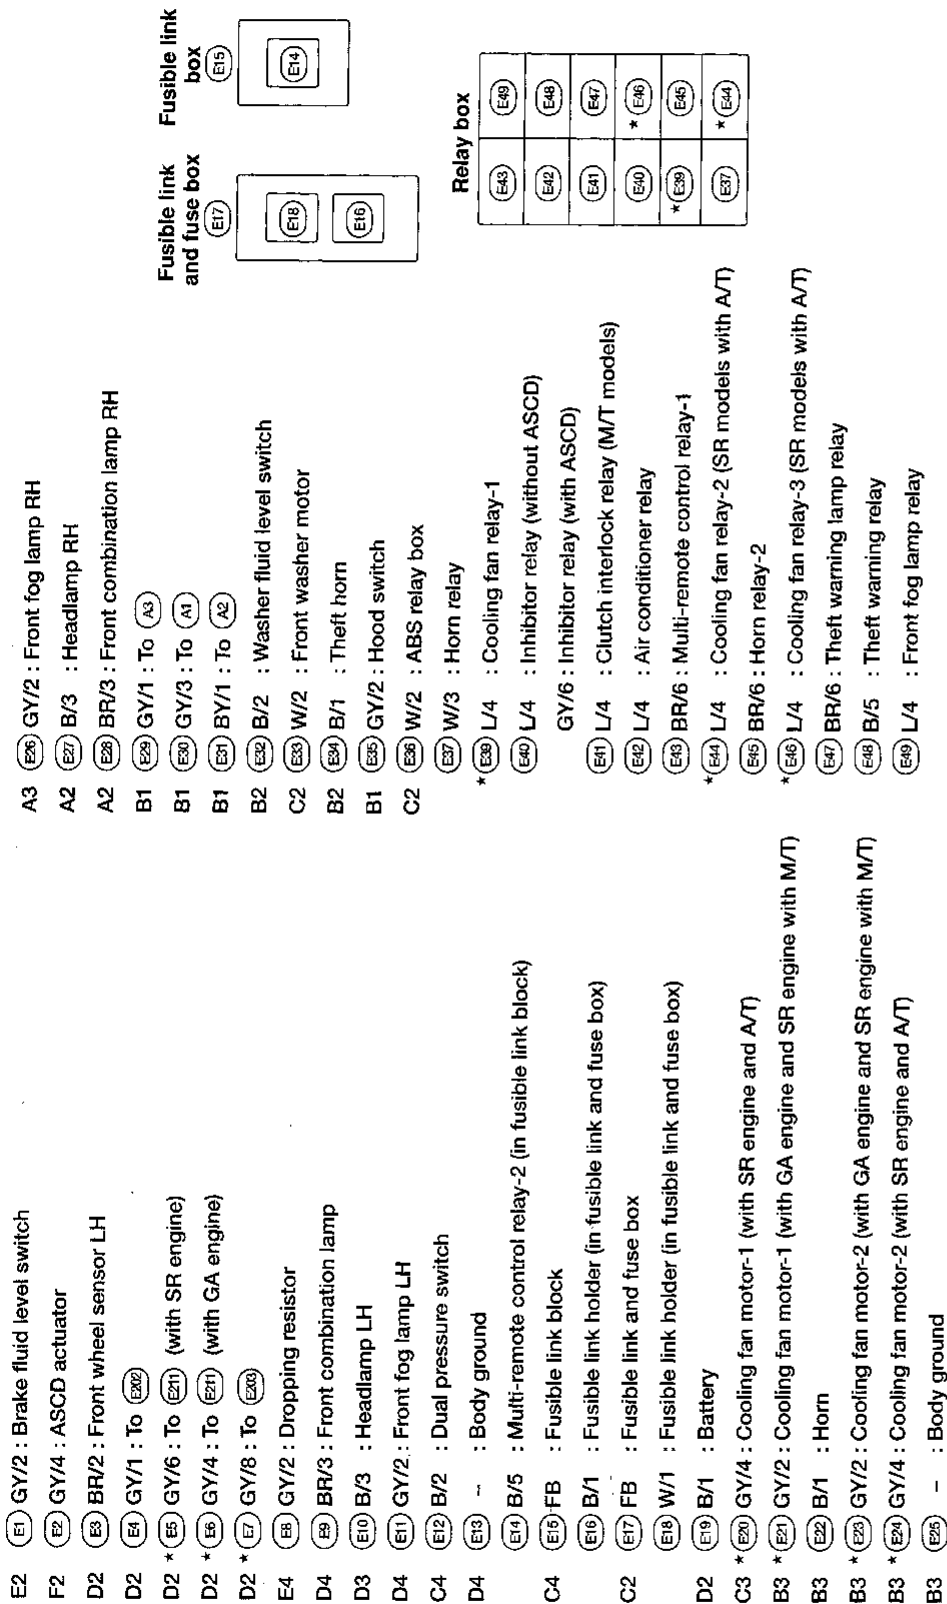 E2 E1 GY/2 : Brake fluid level switch
F2 E2 GY/4 : ASCD actuator
D2 E3 BR/2 : Front wheel sensor LH
D2 E4 GY/1 : To E202
D2 * E5 GY/6 : To E211 (with SR engine)
D2 * E6 GY/4 : To E211 (with GA engine)
D2 * E7 GY/8 : To E203
E4 E8 GY/2 : Dropping resistor
D4 E9 BR/3 : Front combination lamp
D3 E10 B/3 : Headlamp LH
D4 E11 GY/2 : Front fog lamp LH
C4 E12 B/2 : Dual pressure switch
D4 E13 – : Body ground
E14 B/5 : Multi-remote control relay-2 (in fusible link block)
C4 E15 FB : Fusible link block
E16 B/1 : Fusible link holder (in fusible link and fuse box)
C2 E17 FB : Fusible link and fuse box
E18 W/1 : Fusible link holder (in fusible link and fuse box)
D2 E19 B/1 : Battery
C3 * E20 GY/4 : Cooling fan motor-1 (with SR engine and A/T)
B3 * E21 GY/2 : Cooling fan motor-1 (with GA engine and SR engine with M/T)
B3 E22 B/1 : Horn
B3 * E23 GY/2 : Cooling fan motor-2 (with GA engine and SR engine with M/T)
B3 * E24 GY/4 : Cooling fan motor-2 (with SR engine and A/T)
B3 E25 – : Body ground
A3 E26 GY/2 : Front fog lamp RH
A2 E27 B/3 : Headlamp RH
A2 E28 BR/3 : Front combination lamp RH
B1 E29 GY/1 : To A3
B1 E30 GY/3 : To A1
B1 E31 BY/1 : To A2
B2 E32 B/2 : Washer fluid level switch
C2 E33 W/2 : Front washer motor
B2 E34 B/1 : Theft horn
B1 E35 GY/2 : Hood switch
C2 E36 W/2 : ABS relay box
E37 W/3 : Horn relay
* E39 L/4 : Cooling fan relay-1
E40 L/4 : Inhibitor relay (without ASCD)
GY/6 : Inhibitor relay (with ASCD)
E41 L/4 : Clutch interlock relay (M/T models)
E42 L/4 : Air conditioner relay
E43 BR/6 : Multi-remote control relay-1
* E44 L/4 : Cooling fan relay-2 (SR models with A/T)
E45 BR/6 : Horn relay-2
* E46 L/4 : Cooling fan relay-3 (SR models with A/T)
E47 BR/6 : Theft warning lamp relay
E48 B/5 : Theft warning relay
E49 L/4 : Front fog lamp relay
Fusible link
and fuse box
E17
E18
E16
Fusible link
box
E15
E14
Relay box
E43 E49
E42 E48
E41 E47
E40 * E46
* E39 E45
E37 * E44